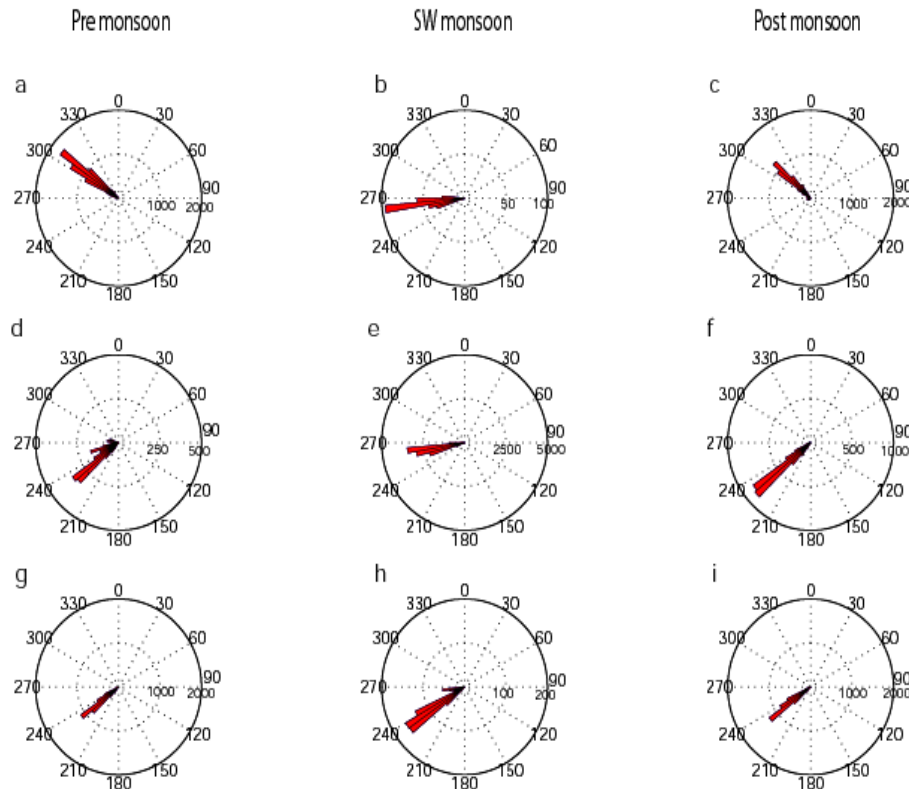 Pre monsoon SW monsoon Post monsoon
a b c
0 0 0
330 30 330 30 330 30
300 60 300 60 300 60
270 90 270 90 270 90
1000 2000 50 100 1000 2000
240 120 240 120 240 120
210 150 210 150 210 150
180 180 180
d e f
0 0 0
330 30 330 30 330 30
300 60 300 60 300 60
270 90 270 90 270 90
250 500 2500 5000 500 1000
240 120 240 120 240 120
210 150 210 150 210 150
180 180 180
g h i
0 0 0
330 30 330 30 330 30
300 60 300 60 300 60
270 90 270 90 270 90
1000 2000 100 200 1000 2000
240 120 240 120 240 120
210 150 210 150 210 150
180 180 180